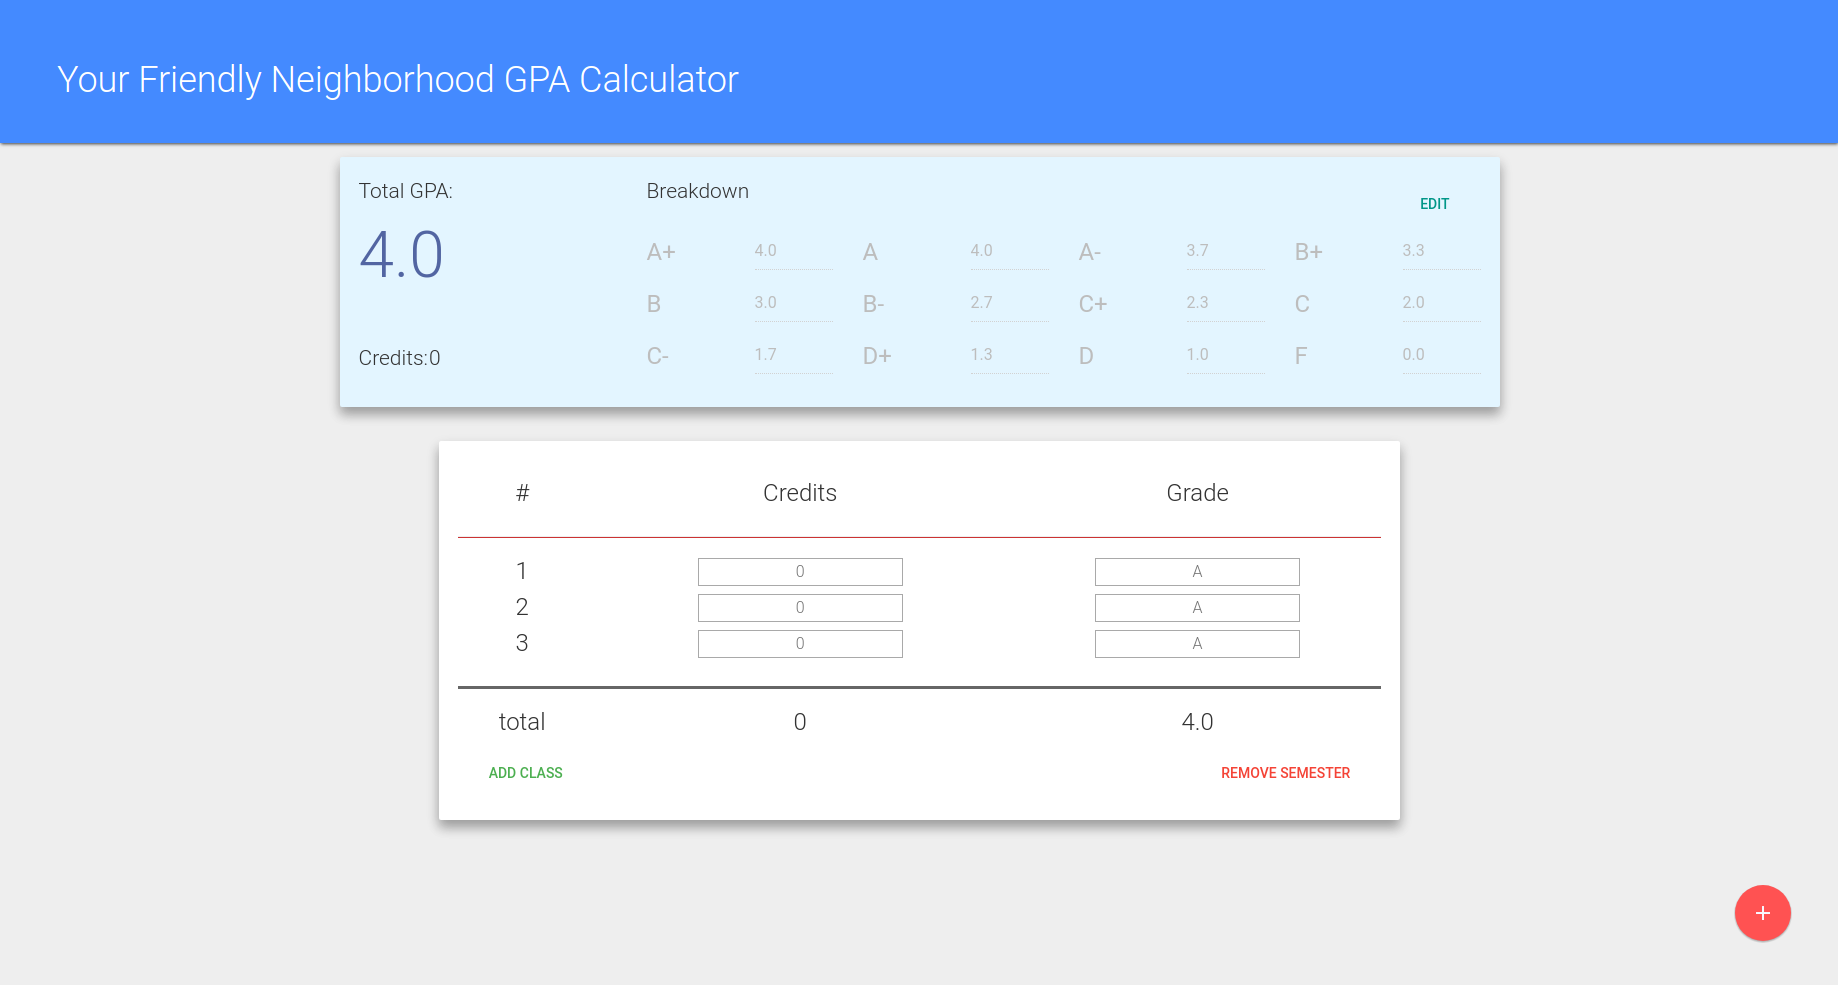 Your Friendly Neighborhood GPA Calculator
Total GPA:
4.0
Credits:0
Breakdown
EDIT
A+ 4.0 A 4.0 A- 3.7 B+ 3.3
B 3.0 B- 2.7 C+ 2.3 C 2.0
C- 1.7 D+ 1.3 D 1.0 F 0.0
# Credits Grade
1 0 A
2 0 A
3 0 A
total 0 4.0
ADD CLASS REMOVE SEMESTER
+